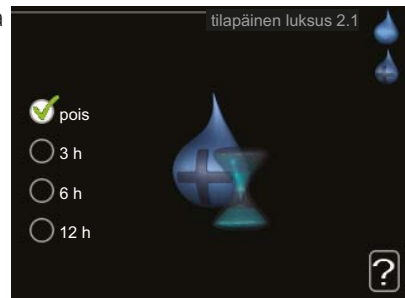 tilapäinen luksus 2.1
pois
3 h
6 h
12 h
?